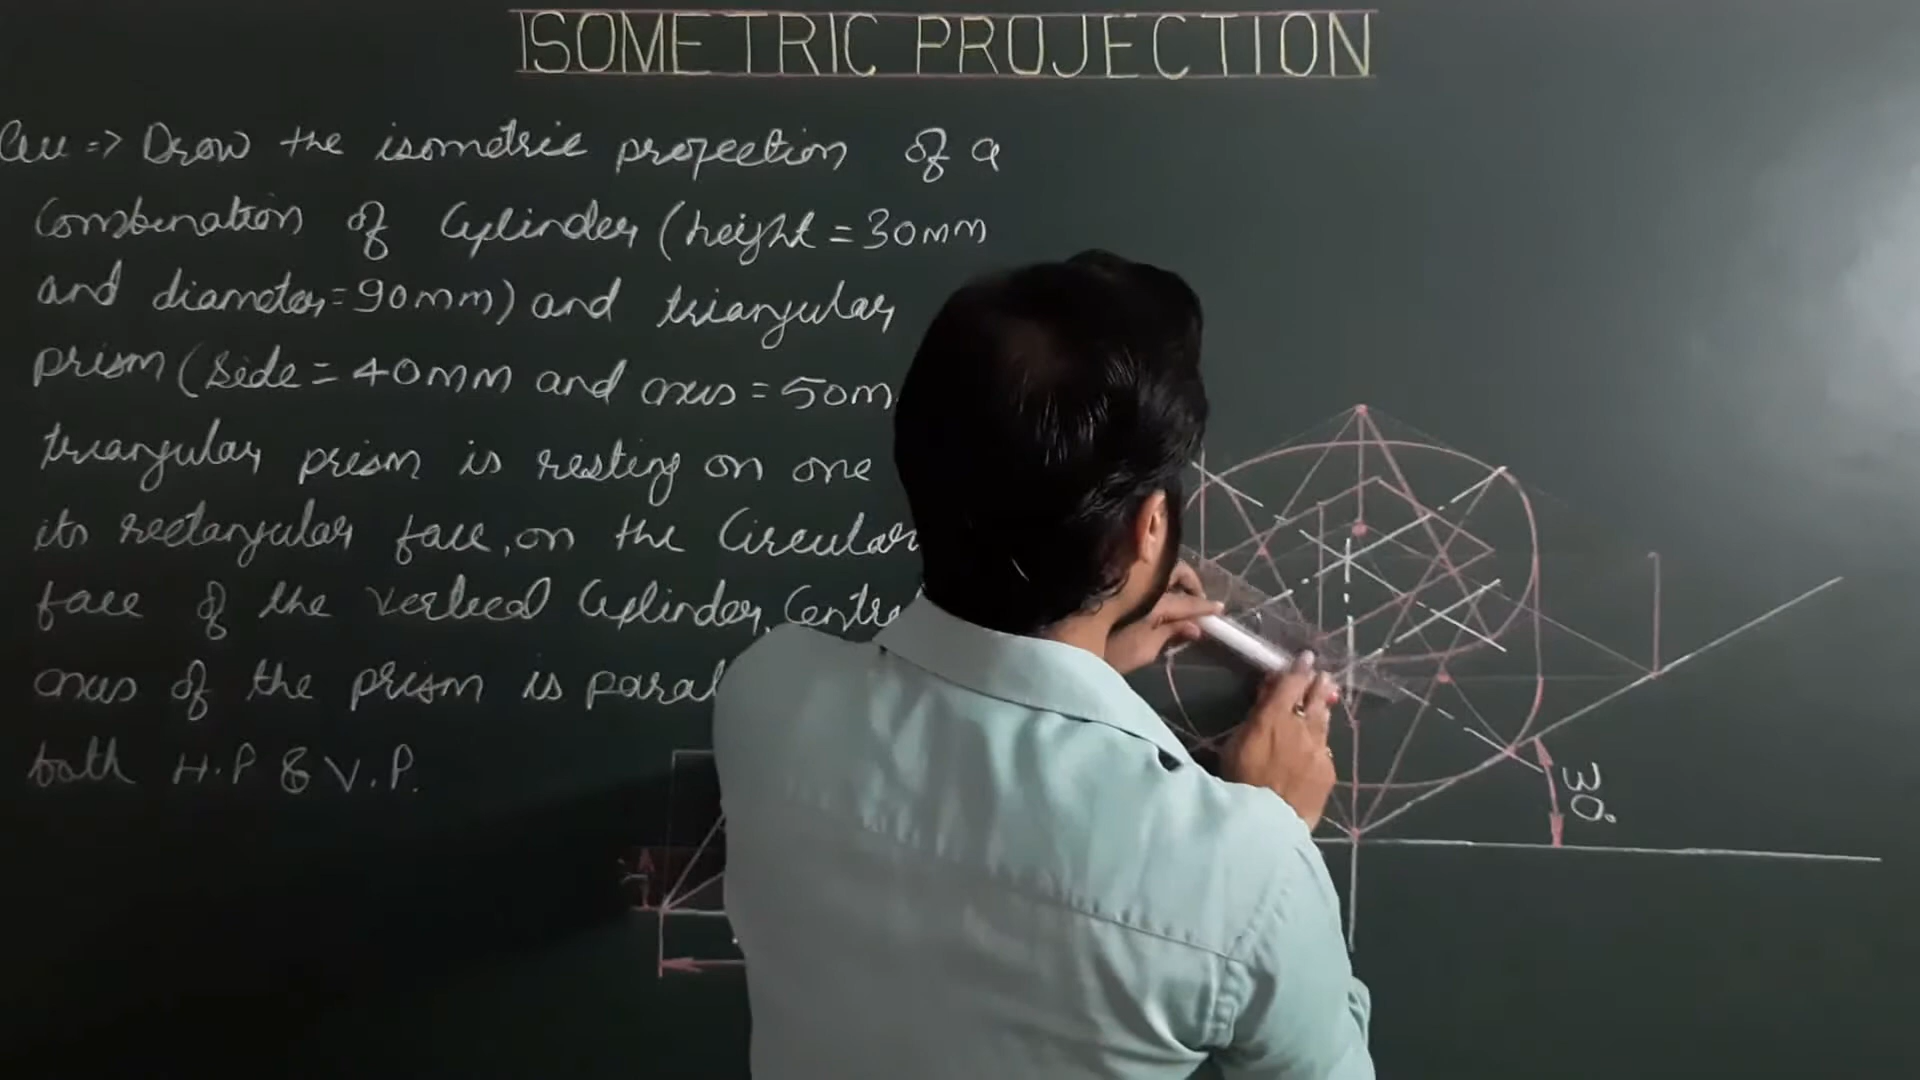 ISOMETRIC PROJECTION
=> Draw the isometric projection of a
Combination of Cylinder (height = 30mm
and diameter = 90mm) and triangular
prism (side = 40mm and axis = 50m
triangular prism is resting on one
its rectangular face, on the Circular
face of the vertical Cylinder. Centra
axis of the prism is paral
both H.P & V.P.
30°